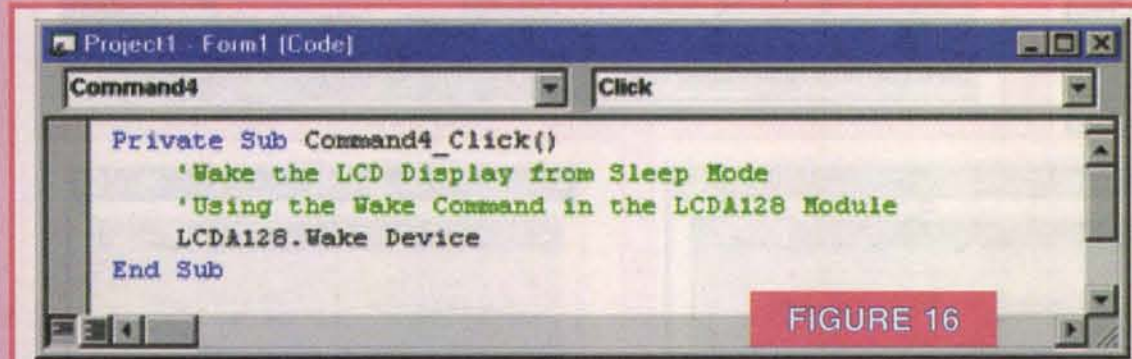 Project1 - Form1 [Code]
Command4 Click
Private Sub Command4_Click()
'Wake the LCD Display from Sleep Mode
'Using the Wake Command in the LCDA128 Module
LCDA128.Wake Device
End Sub
FIGURE 16